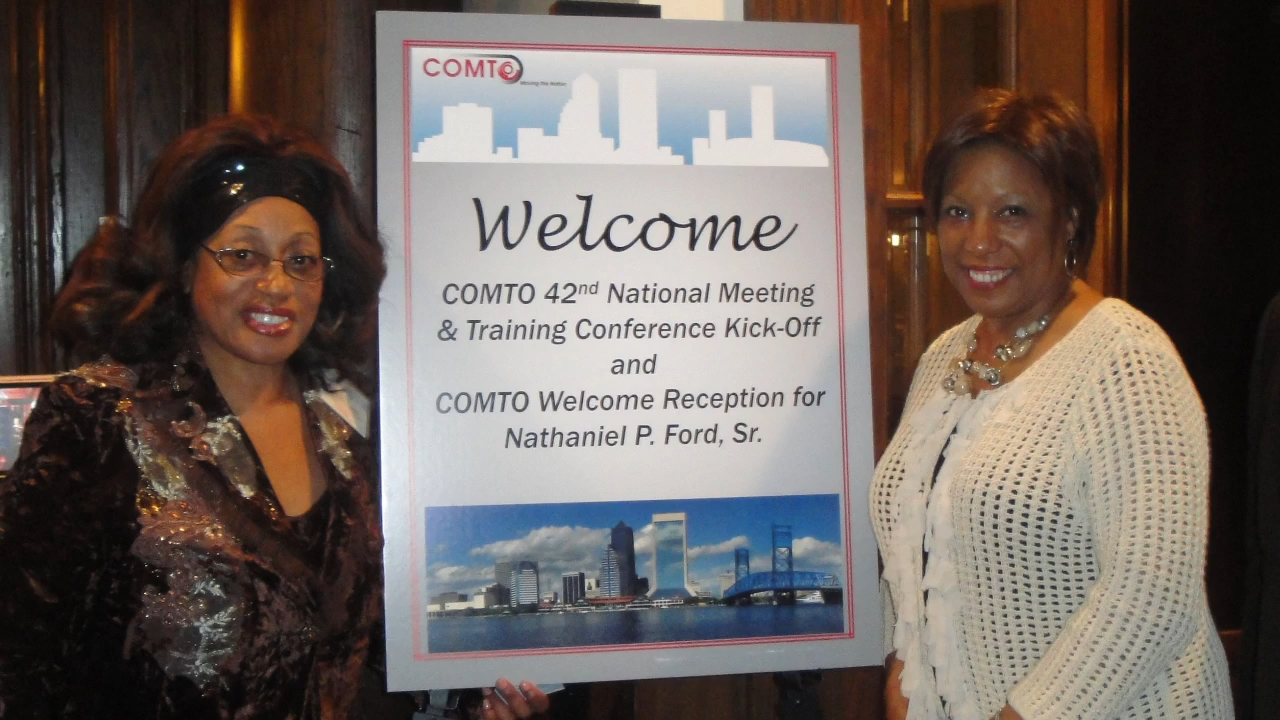 COMTO
Moving the Nation
Welcome
COMTO 42nd National Meeting
& Training Conference Kick-Off
and
COMTO Welcome Reception for
Nathaniel P. Ford, Sr.